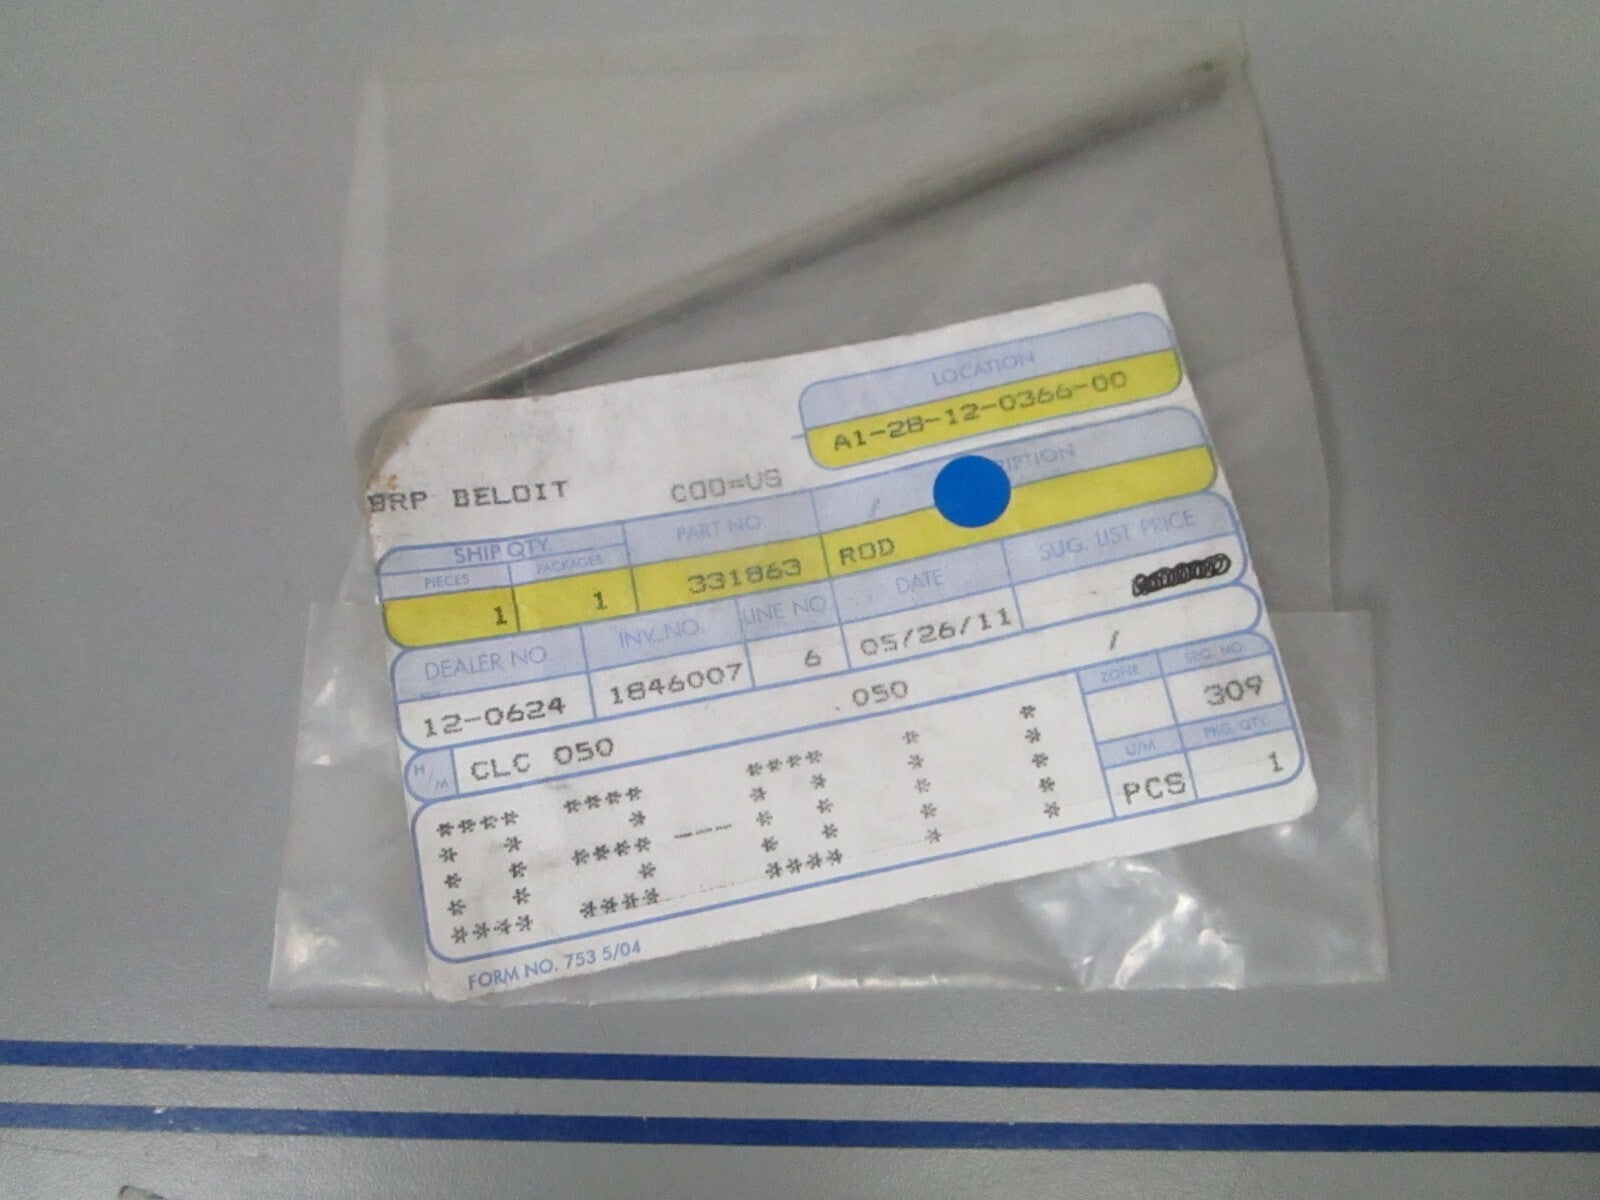 LOCATION
A1-2B-12-0366-00
BRP BELOIT COO=US
SHIP QTY. PART NO. / RIPTION
PIECES PACKAGES
1 1 331863 ROD
DEALER NO. INV. NO. LINE NO. DATE SUG. LIST PRICE
12-0624 1846007 6 05/26/11
H/M CLC 050 .050 /
ZONE SEQ. NO.
309
U/M PKG. QTY.
PCS 1
**** **** --- **** * *
* * * * * * *
* * **** * * * *
* * * * * * *
**** **** **** * *
FORM NO. 753 5/04